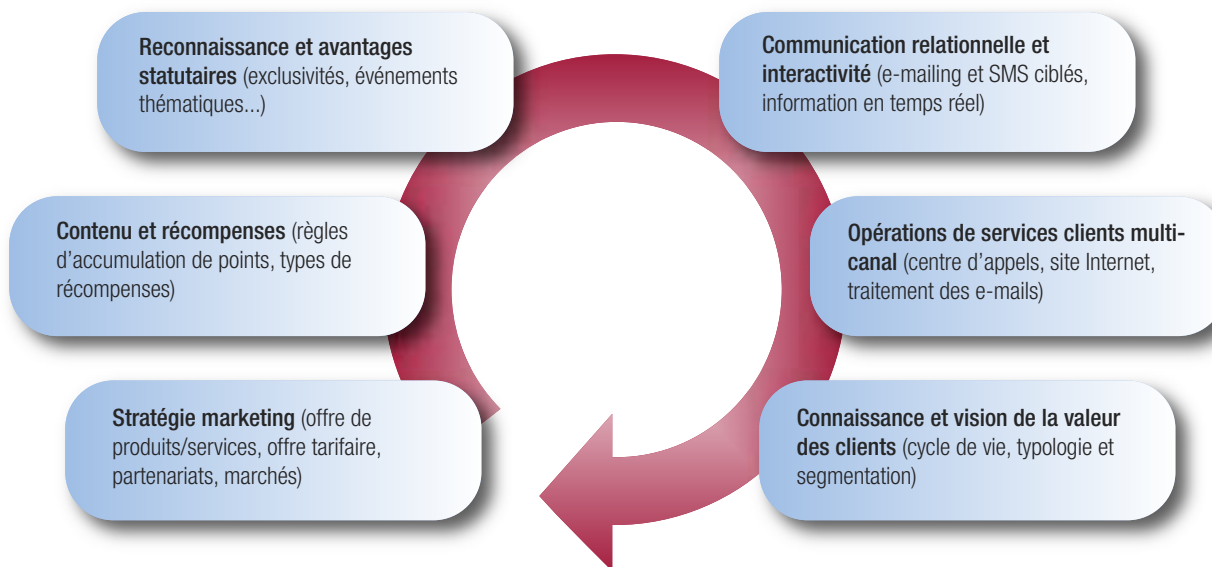 Reconnaissance et avantages
statutaires (exclusivités, événements
thématiques...)
Communication relationnelle et
interactivité (e-mailing et SMS ciblés,
information en temps réel)
Contenu et récompenses (règles
d'accumulation de points, types de
récompenses)
Opérations de services clients multi-
canal (centre d'appels, site Internet,
traitement des e-mails)
Stratégie marketing (offre de
produits/services, offre tarifaire,
partenariats, marchés)
Connaissance et vision de la valeur
des clients (cycle de vie, typologie et
segmentation)